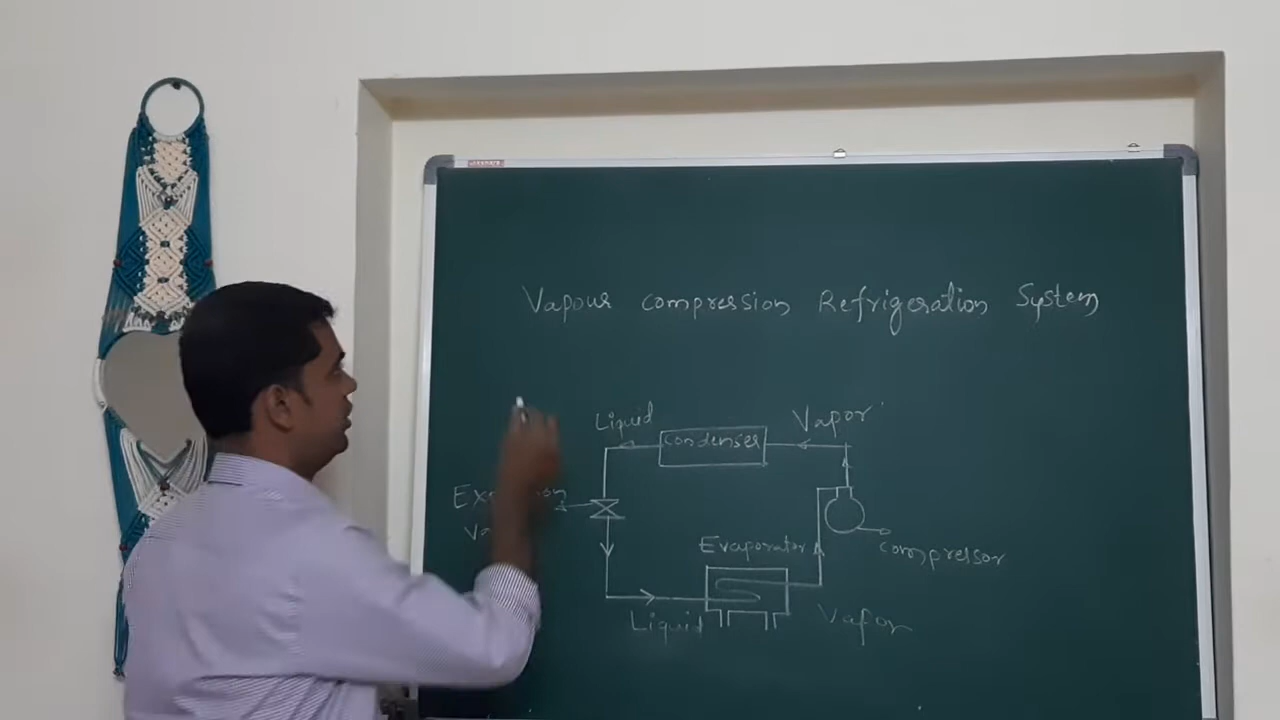 Vapour compression Refrigeration System
Liquid
Vapor
condenser
Evaporator
compressor
Liquid
Vapor